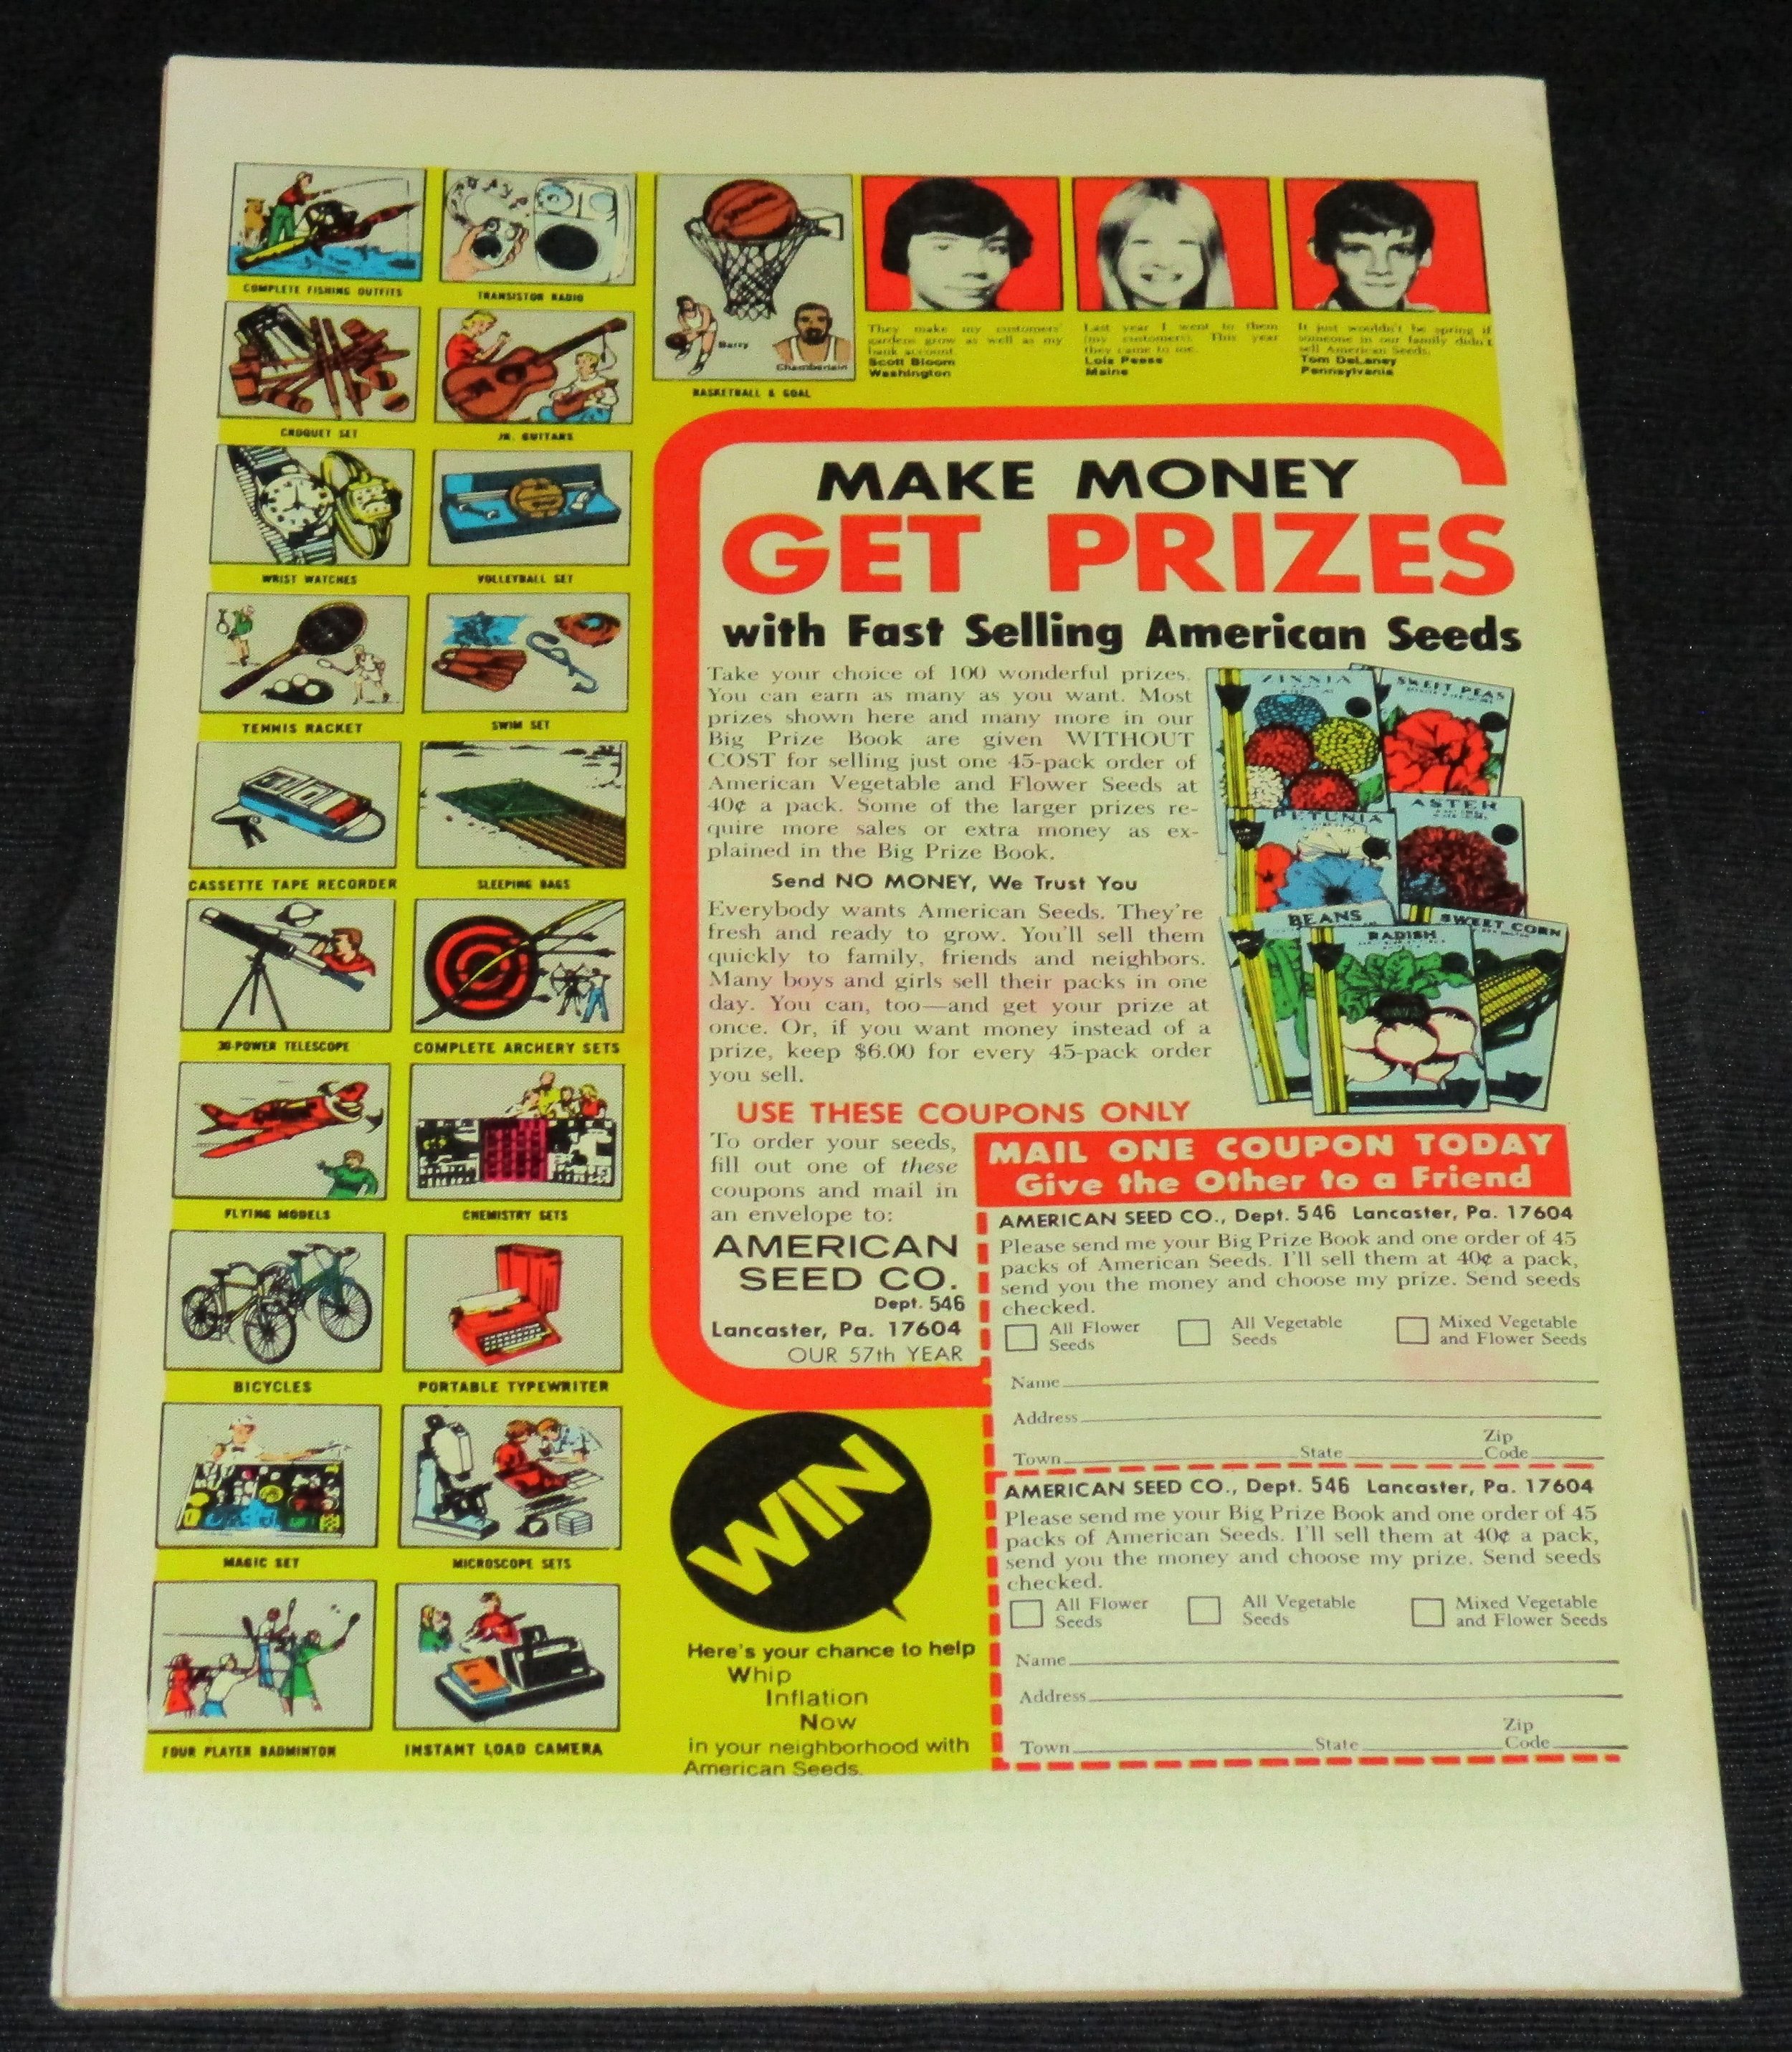 COMPLETE FISHING OUTFITS
TRANSISTOR RADIO
CROQUET SET
JR. GUITARS
WRIST WATCHES
VOLLEYBALL SET
TENNIS RACKET
SWIM SET
CASSETTE TAPE RECORDER
SLEEPING BAGS
30-POWER TELESCOPE
COMPLETE ARCHERY SETS
FLYING MODELS
CHEMISTRY SETS
BICYCLES
PORTABLE TYPEWRITER
MAGIC SET
MICROSCOPE SETS
FOUR PLAYER BADMINTON
INSTANT LOAD CAMERA
Barry
Chamberlain
BASKETBALL & GOAL
They make my customers'
gardens grow as well as my
bank account.
Scott Bloom
Washington
Last year I went to them
(my customers). This year
they came to me.
Lois Pease
Maine
It just wouldn't be spring if
someone in our family didn't
sell American Seeds.
Tom DeLaney
Pennsylvania
MAKE MONEY
GET PRIZES
with Fast Selling American Seeds
Take your choice of 100 wonderful prizes.
You can earn as many as you want. Most
prizes shown here and many more in our
Big Prize Book are given WITHOUT
COST for selling just one 45-pack order of
American Vegetable and Flower Seeds at
40¢ a pack. Some of the larger prizes re-
quire more sales or extra money as ex-
plained in the Big Prize Book.
Send NO MONEY, We Trust You
Everybody wants American Seeds. They're
fresh and ready to grow. You'll sell them
quickly to family, friends and neighbors.
Many boys and girls sell their packs in one
day. You can, too—and get your prize at
once. Or, if you want money instead of a
prize, keep $6.00 for every 45-pack order
you sell.
ZINNIA
SWEET PEAS
PETUNIA
ASTER
BEANS
RADISH
SWEET CORN
USE THESE COUPONS ONLY
To order your seeds,
fill out one of these
coupons and mail in
an envelope to:
AMERICAN
SEED CO.
Dept. 546
Lancaster, Pa. 17604
OUR 57th YEAR
MAIL ONE COUPON TODAY
Give the Other to a Friend
AMERICAN SEED CO., Dept. 546 Lancaster, Pa. 17604
Please send me your Big Prize Book and one order of 45
packs of American Seeds. I'll sell them at 40¢ a pack,
send you the money and choose my prize. Send seeds
checked.
All Flower Seeds
All Vegetable Seeds
Mixed Vegetable and Flower Seeds
Name
Address
Town State Zip Code
AMERICAN SEED CO., Dept. 546 Lancaster, Pa. 17604
Please send me your Big Prize Book and one order of 45
packs of American Seeds. I'll sell them at 40¢ a pack,
send you the money and choose my prize. Send seeds
checked.
All Flower Seeds
All Vegetable Seeds
Mixed Vegetable and Flower Seeds
Name
Address
Town State Zip Code
WIN
Here's your chance to help
Whip
Inflation
Now
in your neighborhood with
American Seeds.